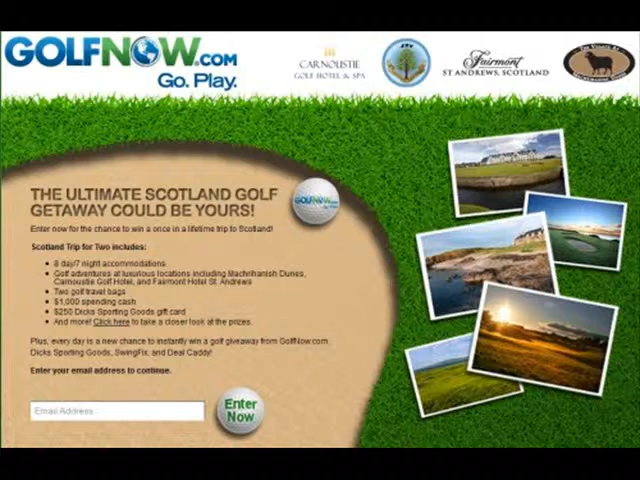 GOLFNOW.COM
Go. Play.
CARNOUSTIE
GOLF HOTEL & SPA
Fairmont
ST ANDREWS, SCOTLAND
THE ULTIMATE SCOTLAND GOLF
GETAWAY COULD BE YOURS!
GOLFNOW.COM
Enter now for the chance to win a once in a lifetime trip to Scotland!
Scotland Trip for Two includes:
8 day/7 night accommodations
Golf adventures at luxurious locations including Machrihanish Dunes,
Carnoustie Golf Hotel, and Fairmont Hotel St. Andrews
Two golf travel bags
$1,000 spending cash
$250 Dicks Sporting Goods gift card
And more! Click here to take a closer look at the prizes.
Plus, every day is a new chance to instantly win a golf giveaway from GolfNow.com
Dicks Sporting Goods, SwingFix, and Deal Caddy!
Enter your email address to continue.
Email Address...
Enter
Now